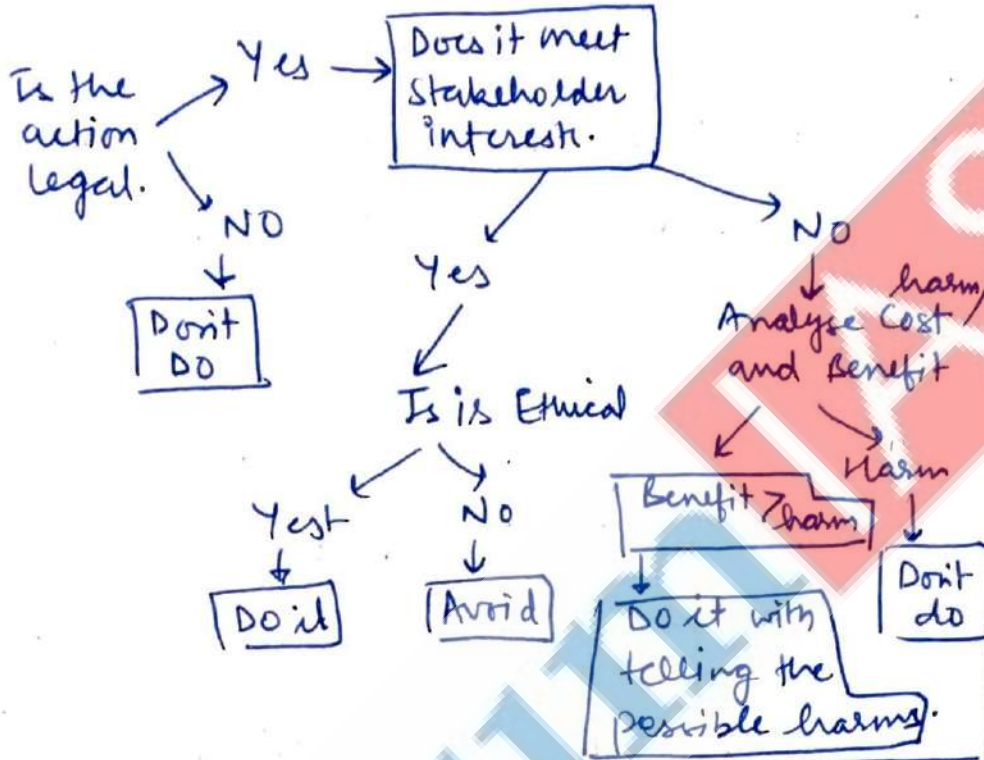 Is the
action
legal.
Yes
Does it meet
stakeholder
interest.
NO
Don't
DO
Yes
NO
Is is Ethical
harm/
Analyse Cost
and Benefit
Yest
No
Benefit > harm
Harm
Do it
Avoid
Do it with
telling the
possible harms.
Don't
do